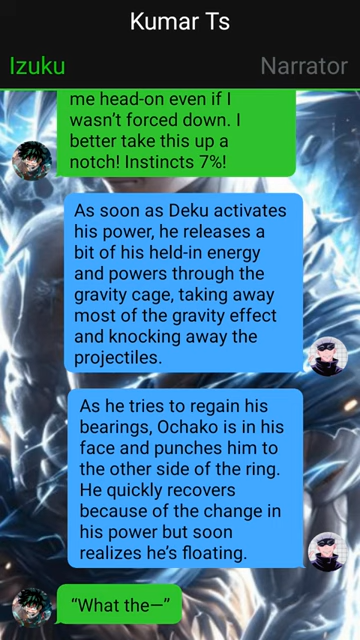 Kumar Ts
Izuku
Narrator
me head-on even if I
wasn’t forced down. I
better take this up a
notch! Instincts 7%!
As soon as Deku activates
his power, he releases a
bit of his held-in energy
and powers through the
gravity cage, taking away
most of the gravity effect
and knocking away the
projectiles.
As he tries to regain his
bearings, Ochako is in his
face and punches him to
the other side of the ring.
He quickly recovers
because of the change in
his power but soon
realizes he’s floating.
“What the—”